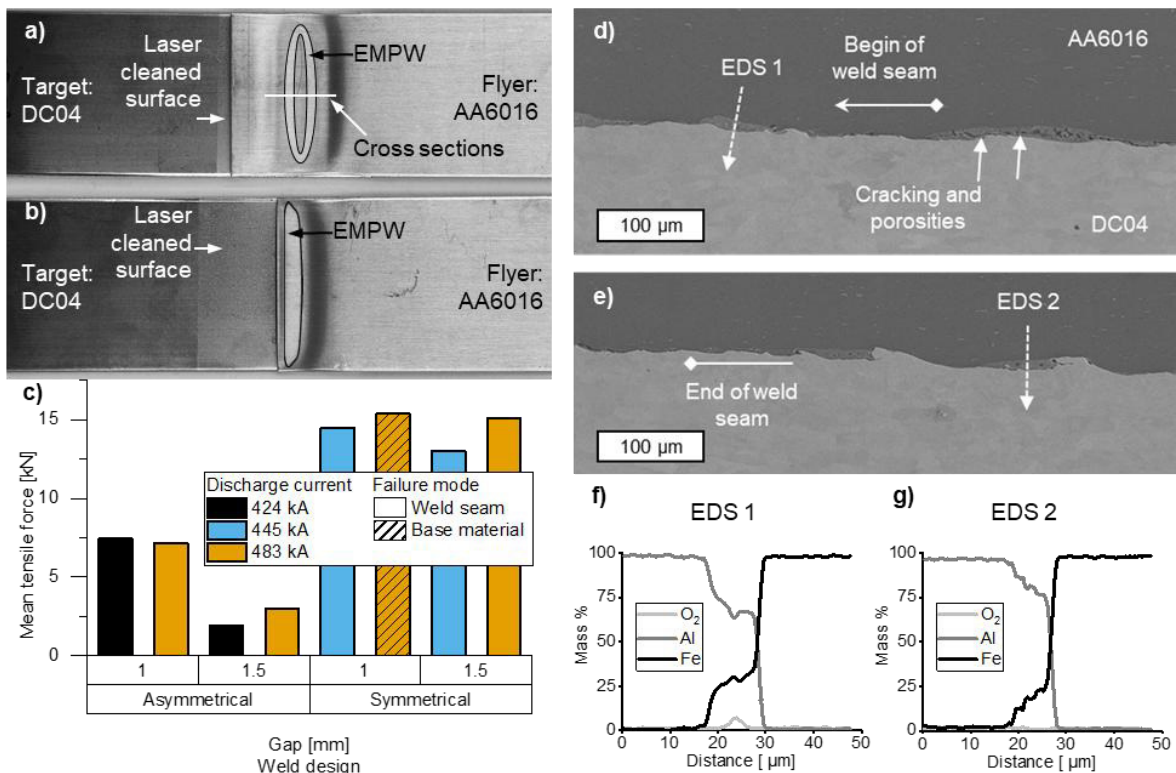 a)
Laser
cleaned
surface
Target:
DC04
EMPW
Flyer:
AA6016
Cross sections
b)
Laser
cleaned
surface
Target:
DC04
EMPW
Flyer:
AA6016
c)
Mean tensile force [kN]
15
10
5
0
Discharge current
424 kA
445 kA
483 kA
Failure mode
Weld seam
Base material
1
1.5
1
1.5
Asymmetrical
Symmetrical
Gap [mm]
Weld design
d)
EDS 1
Begin of
weld seam
AA6016
Cracking and
porosities
100 µm
DC04
e)
EDS 2
End of weld
seam
100 µm
f)
EDS 1
Mass %
100
75
50
25
0
O2
Al
Fe
0 10 20 30 40 50
Distance [ µm]
g)
EDS 2
Mass %
100
75
50
25
0
O2
Al
Fe
0 10 20 30 40 50
Distance [ µm]